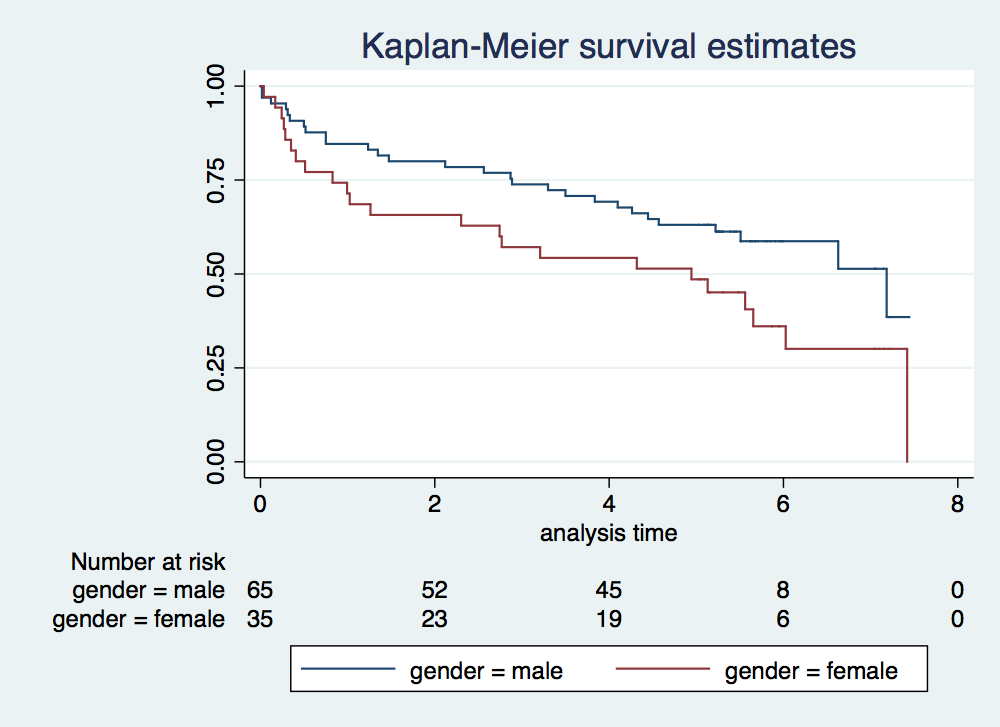 Kaplan-Meier survival estimates
1.00
0.75
0.50
0.25
0.00
0 2 4 6 8
analysis time
Number at risk
gender = male 65 52 45 8 0
gender = female 35 23 19 6 0
gender = male gender = female